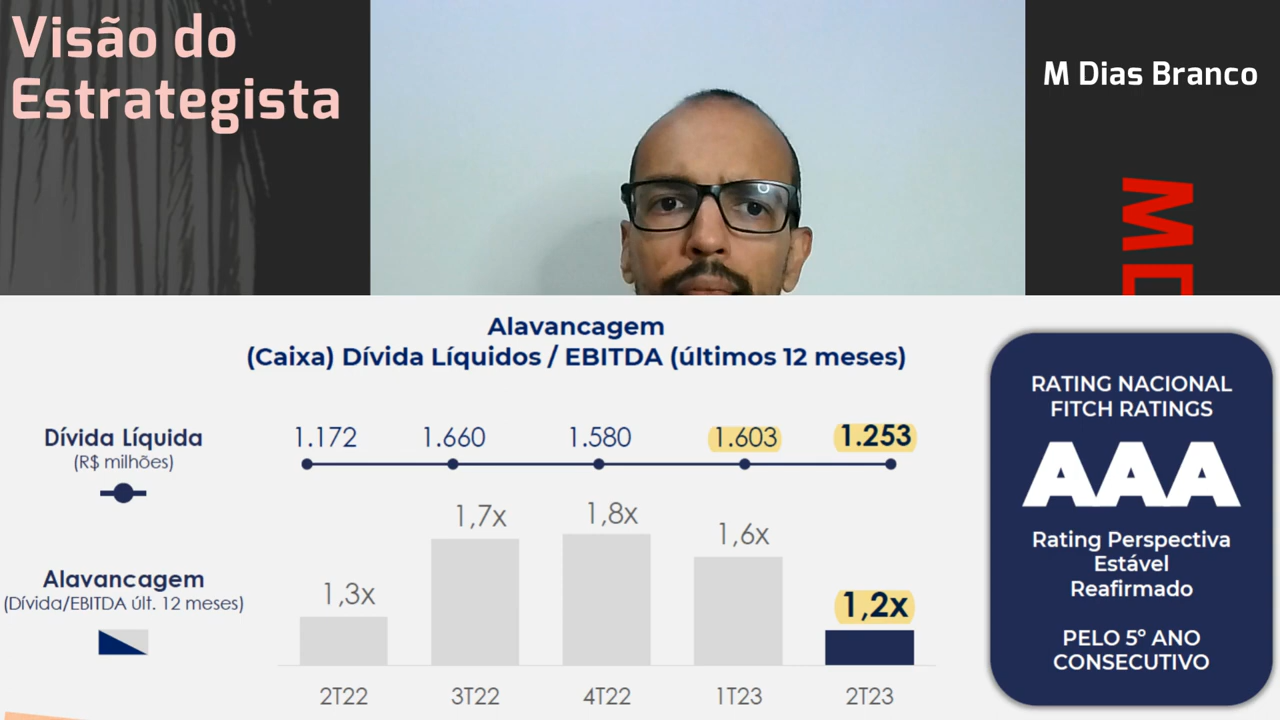 Visão do
Estrategista
M Dias Branco
MD
Alavancagem
(Caixa) Dívida Líquidos / EBITDA (últimos 12 meses)
Dívida Líquida
(R$ milhões)
1.172 1.660 1.580 1.603 1.253
Alavancagem
(Dívida/EBITDA últ. 12 meses)
1,3x 1,7x 1,8x 1,6x 1,2x
2T22 3T22 4T22 1T23 2T23
RATING NACIONAL
FITCH RATINGS
AAA
Rating Perspectiva
Estável
Reafirmado
PELO 5º ANO
CONSECUTIVO